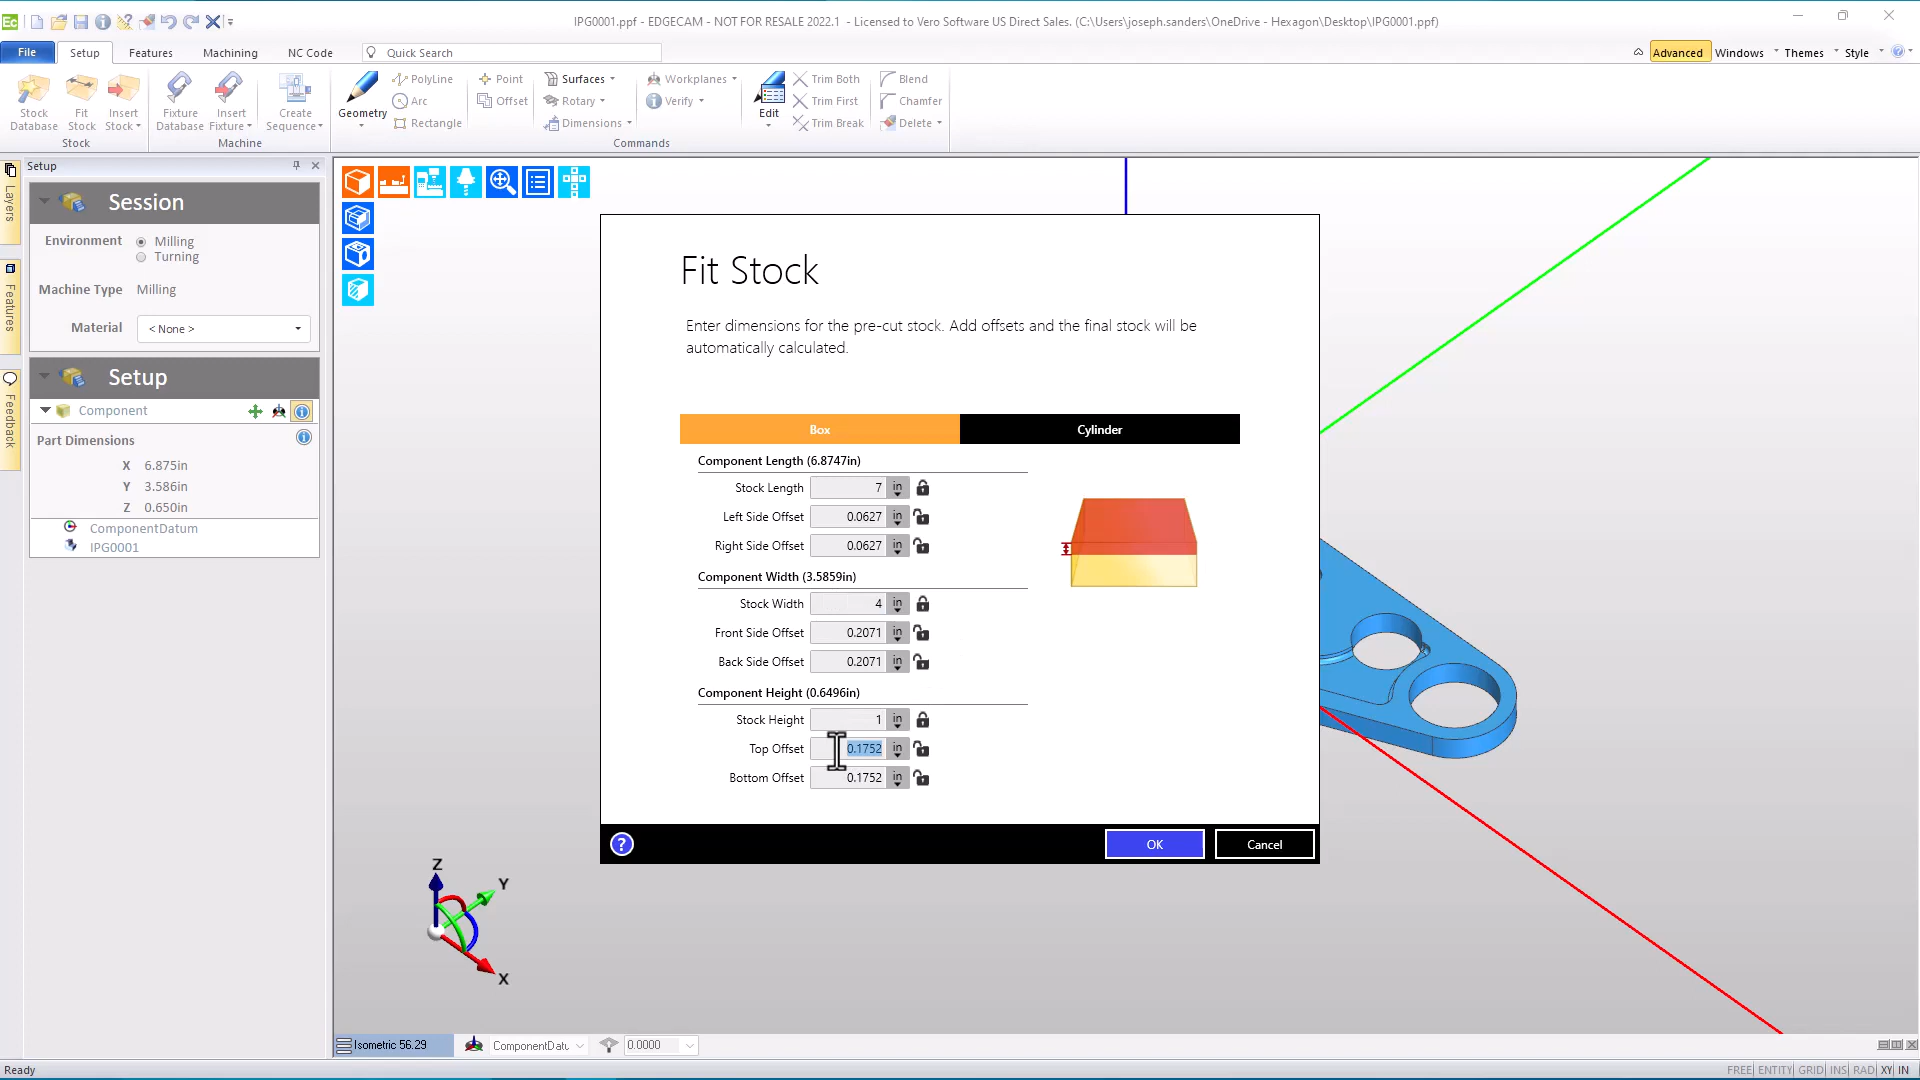 Ec
IPG0001.ppf - EDGECAM - NOT FOR RESALE 2022.1 - Licensed to Vero Software US Direct Sales. (C:\Users\joseph.sanders\OneDrive - Hexagon\Desktop\IPG0001.ppf)
File Setup Features Machining NC Code Quick Search Advanced Windows Themes Style
Stock Database
Fit Stock
Insert Stock
Stock
Fixture Database
Insert Fixture
Machine
Create Sequence
Geometry
PolyLine
Arc
Rectangle
Point
Offset
Surfaces
Rotary
Dimensions
Workplanes
Verify
Edit
Trim Both
Trim First
Trim Break
Blend
Chamfer
Delete
Commands
Layers
Features
Feedback
Setup
Session
Environment Milling
Turning
Machine Type Milling
Material < None >
Setup
Component
Part Dimensions
X 6.875in
Y 3.586in
Z 0.650in
ComponentDatum
IPG0001
Fit Stock
Enter dimensions for the pre-cut stock. Add offsets and the final stock will be
automatically calculated.
Box Cylinder
Component Length (6.8747in)
Stock Length 7 in
Left Side Offset 0.0627 in
Right Side Offset 0.0627 in
Component Width (3.5859in)
Stock Width 4 in
Front Side Offset 0.2071 in
Back Side Offset 0.2071 in
Component Height (0.6496in)
Stock Height 1 in
Top Offset 0.1752 in
Bottom Offset 0.1752 in
? OK Cancel
Z
Y
X
Isometric 56.29 ComponentDatu 0.0000
Ready FREE ENTITY GRID INS RAD XY IN